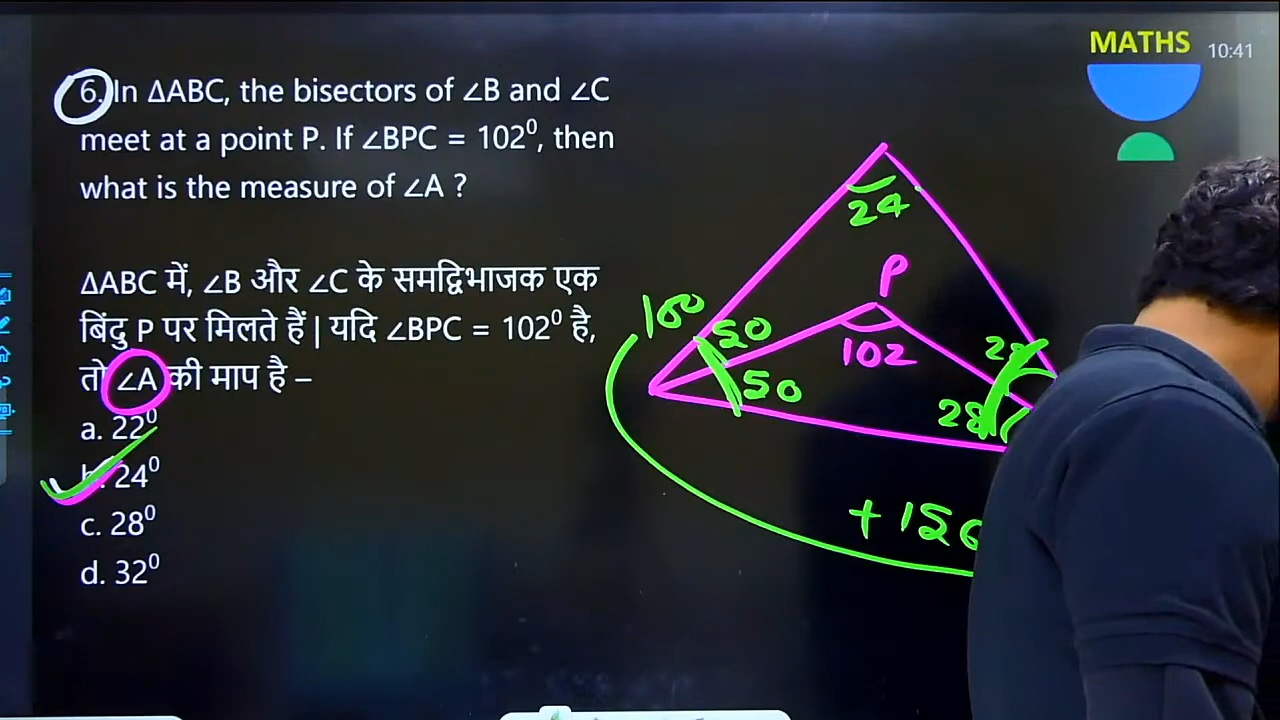 MATHS
10:41
6. In ΔABC, the bisectors of ∠B and ∠C
meet at a point P. If ∠BPC = 102⁰, then
what is the measure of ∠A ?
ΔABC में, ∠B और ∠C के समद्विभाजक एक
बिंदु P पर मिलते हैं | यदि ∠BPC = 102⁰ है,
तो ∠A की माप है –
a. 22⁰
b. 24⁰
c. 28⁰
d. 32⁰
24
P
100
50
102
50
28
28
+ 156